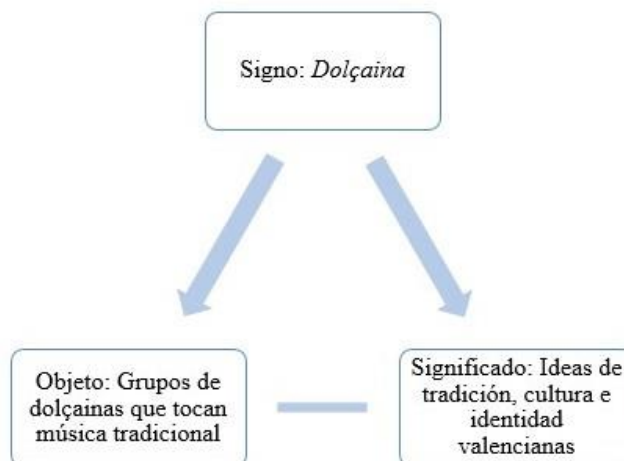 Signo: Dolçaina
Objeto: Grupos de
dolçainas que tocan
música tradicional
Significado: Ideas de
tradición, cultura e
identidad
valencianas